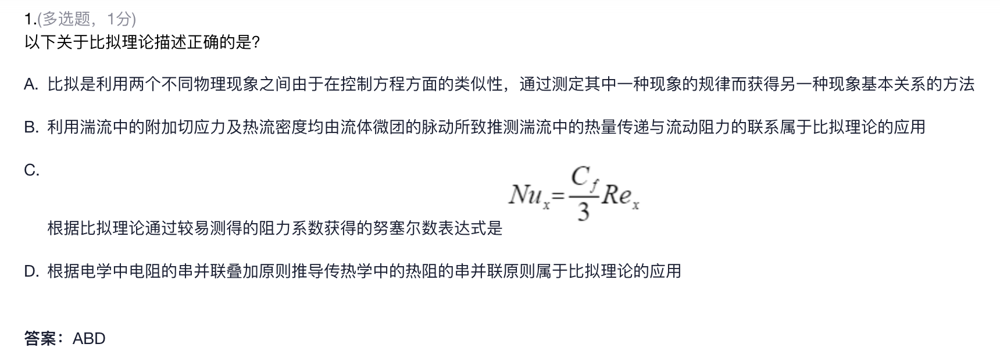 1.(多选题，1分)
以下关于比拟理论描述正确的是?
A. 比拟是利用两个不同物理现象之间由于在控制方程方面的类似性，通过测定其中一种现象的规律而获得另一种现象基本关系的方法
B. 利用湍流中的附加切应力及热流密度均由流体微团的脉动所致推测湍流中的热量传递与流动阻力的联系属于比拟理论的应用
C.
根据比拟理论通过较易测得的阻力系数获得的努塞尔数表达式是 Nu_x=C_f/3 Re_x
D. 根据电学中电阻的串并联叠加原则推导传热学中的热阻的串并联原则属于比拟理论的应用
答案：ABD